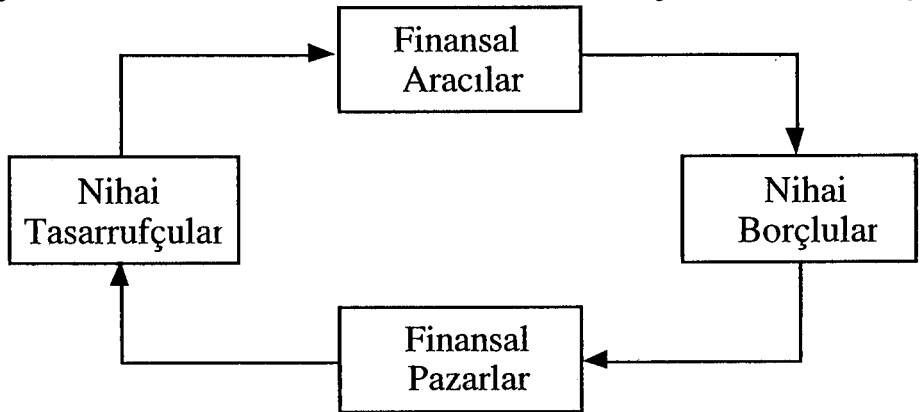 Finansal
Aracılar
Nihai
Tasarrufçular
Nihai
Borçlular
Finansal
Pazarlar